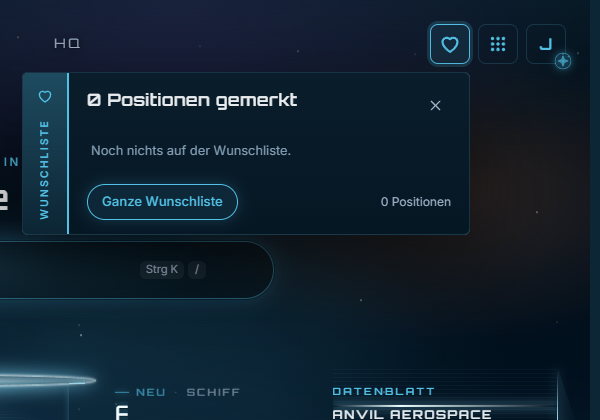 HQ
J
0 Positionen gemerkt
WUNSCHLISTE
Noch nichts auf der Wunschliste.
Ganze Wunschliste
0 Positionen
IN
e
Strg K
/
— NEU · SCHIFF
DATENBLATT
ANVIL AEROSPACE